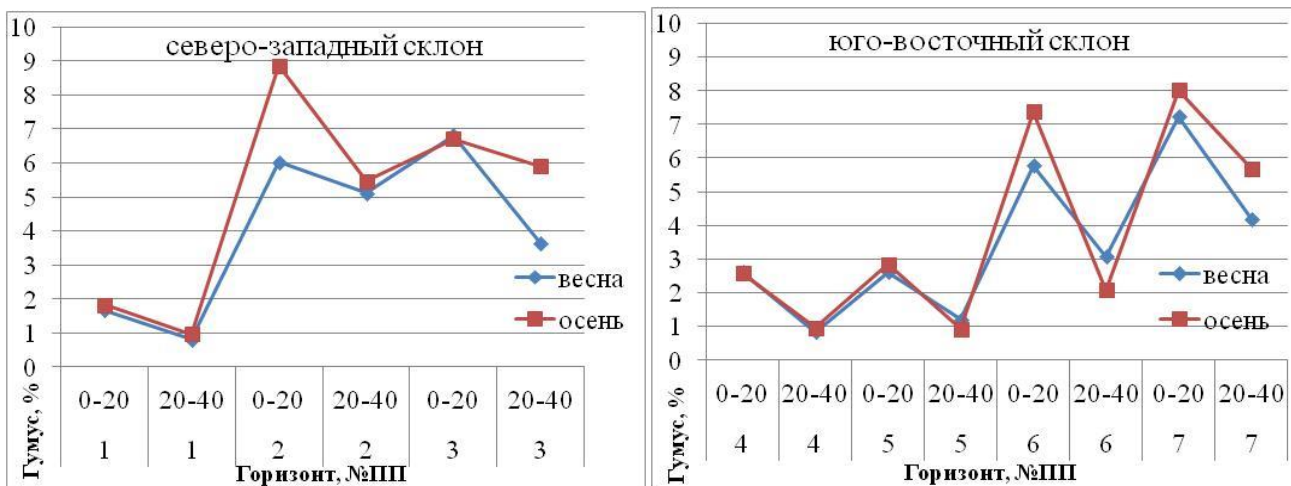 северо-западный склон
10
9
8
7
6
5
4
3
2
1
0
весна
осень
0-20 20-40 0-20 20-40 0-20 20-40
1 1 2 2 3 3
Гумус, %
Горизонт, №ПП
юго-восточный склон
10
9
8
7
6
5
4
3
2
1
0
весна
осень
0-20 20-40 0-20 20-40 0-20 20-40 0-20 20-40
4 4 5 5 6 6 7 7
Гумус, %
Горизонт, №ПП